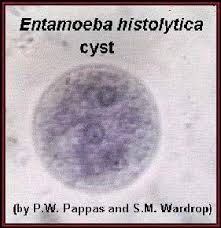 Entamoeba histolytica
cyst
(by P.W. Pappas and S.M. Wardrop)